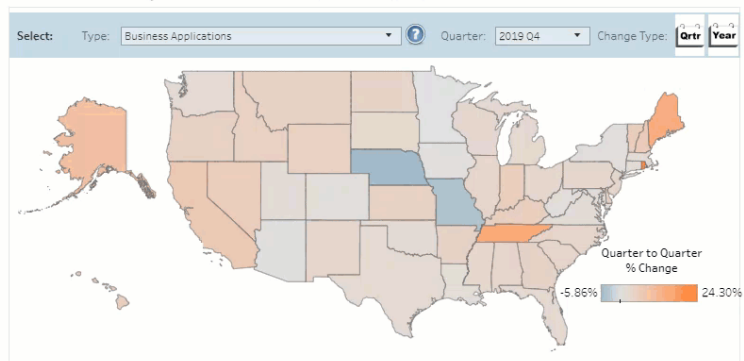 Select: Type: Business Applications ? Quarter: 2019 Q4 Change Type: Qrtr Year
Quarter to Quarter
% Change
-5.86% 24.30%